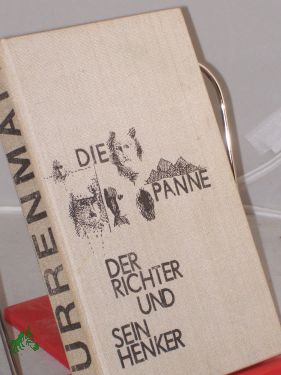 URRENMAT
DIE
PANNE
DER
RICHTER
UND
SEIN
HENKER